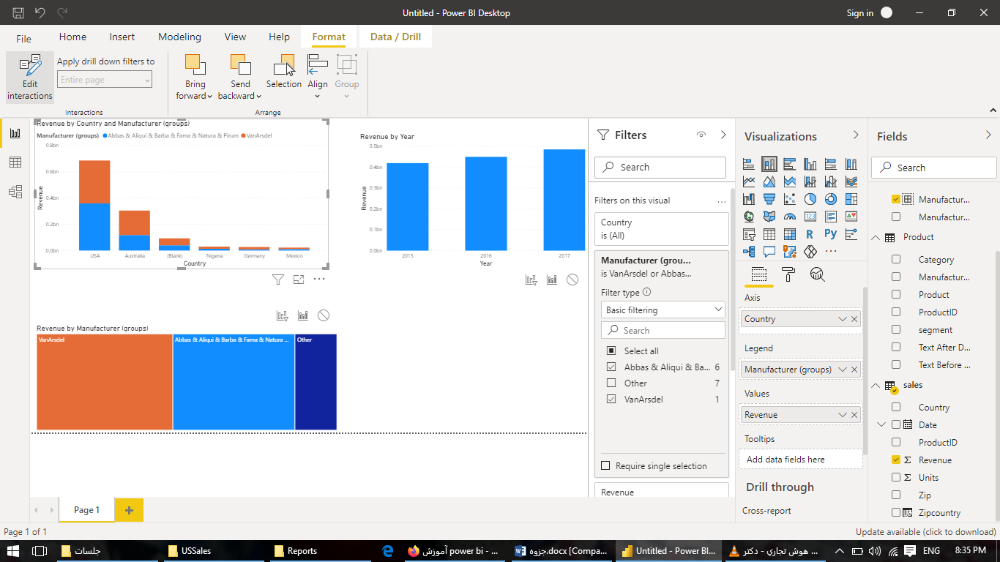 Untitled - Power BI Desktop
Sign in
File
Home
Insert
Modeling
View
Help
Format
Data / Drill
Edit interactions
Apply drill down filters to
Entire page
Interactions
Bring forward
Send backward
Selection
Align
Group
Arrange
Revenue by Country and Manufacturer (groups)
Manufacturer (groups) Abbas & Aliqui & Barba & Fama & Natura & Pirum VanArsdel
0.8bn
0.6bn
0.4bn
0.2bn
0.0bn
Revenue
USA Australia (Blank) Nigeria Germany Mexico
Country
Revenue by Year
0.5bn
0.4bn
0.3bn
0.2bn
0.1bn
0.0bn
Revenue
2015 2016 2017
Year
Revenue by Manufacturer (groups)
VanArsdel
Abbas & Aliqui & Barba & Fama & Natura ...
Other
Filters
Search
Filters on this visual
Country
is (All)
Manufacturer (grou...
is VanArsdel or Abbas...
Filter type
Basic filtering
Search
Select all
Abbas & Aliqui & Ba... 6
Other 7
VanArsdel 1
Require single selection
Revenue
Visualizations
R
Py
123
Axis
Country
Legend
Manufacturer (groups)
Values
Revenue
Tooltips
Add data fields here
Drill through
Cross-report
Fields
Search
Manufactur...
Manufactur...
Product
Category
Manufactur...
Product
ProductID
segment
Text After D...
Text Before ...
sales
Country
Date
ProductID
Revenue
Units
Zip
Zipcountry
Page 1
Page 1 of 1
Update available (click to download)
جلسات
USSales
Reports
آموزش power bi - ...
جزوه.docx [Compa...
Untitled - Power BI...
هوش تجاري - دکتر ...
ENG
8:35 PM